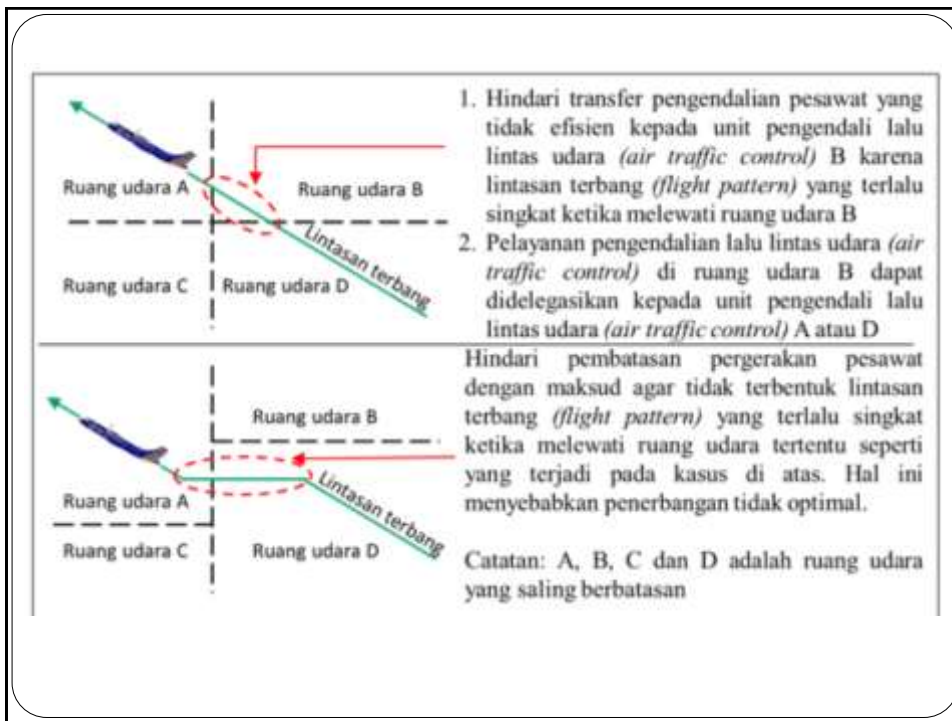 Ruang udara A
Ruang udara B
Ruang udara C
Ruang udara D
Lintasan terbang
1. Hindari transfer pengendalian pesawat yang
tidak efisien kepada unit pengendali lalu
lintas udara (air traffic control) B karena
lintasan terbang (flight pattern) yang terlalu
singkat ketika melewati ruang udara B
2. Pelayanan pengendalian lalu lintas udara (air
traffic control) di ruang udara B dapat
didelegasikan kepada unit pengendali lalu
lintas udara (air traffic control) A atau D
Ruang udara B
Ruang udara A
Ruang udara C
Ruang udara D
Lintasan terbang
Hindari pembatasan pergerakan pesawat
dengan maksud agar tidak terbentuk lintasan
terbang (flight pattern) yang terlalu singkat
ketika melewati ruang udara tertentu seperti
yang terjadi pada kasus di atas. Hal ini
menyebabkan penerbangan tidak optimal.
Catatan: A, B, C dan D adalah ruang udara
yang saling berbatasan